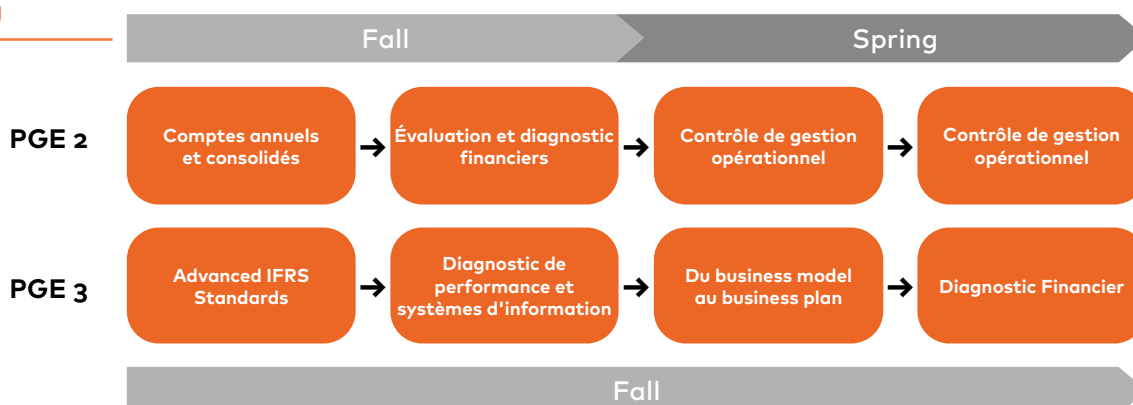 Fall
Spring
PGE 2
Comptes annuels
et consolidés
Évaluation et diagnostic
financiers
Contrôle de gestion
opérationnel
Contrôle de gestion
opérationnel
PGE 3
Advanced IFRS
Standards
Diagnostic de
performance et
systèmes d'information
Du business model
au business plan
Diagnostic Financier
Fall